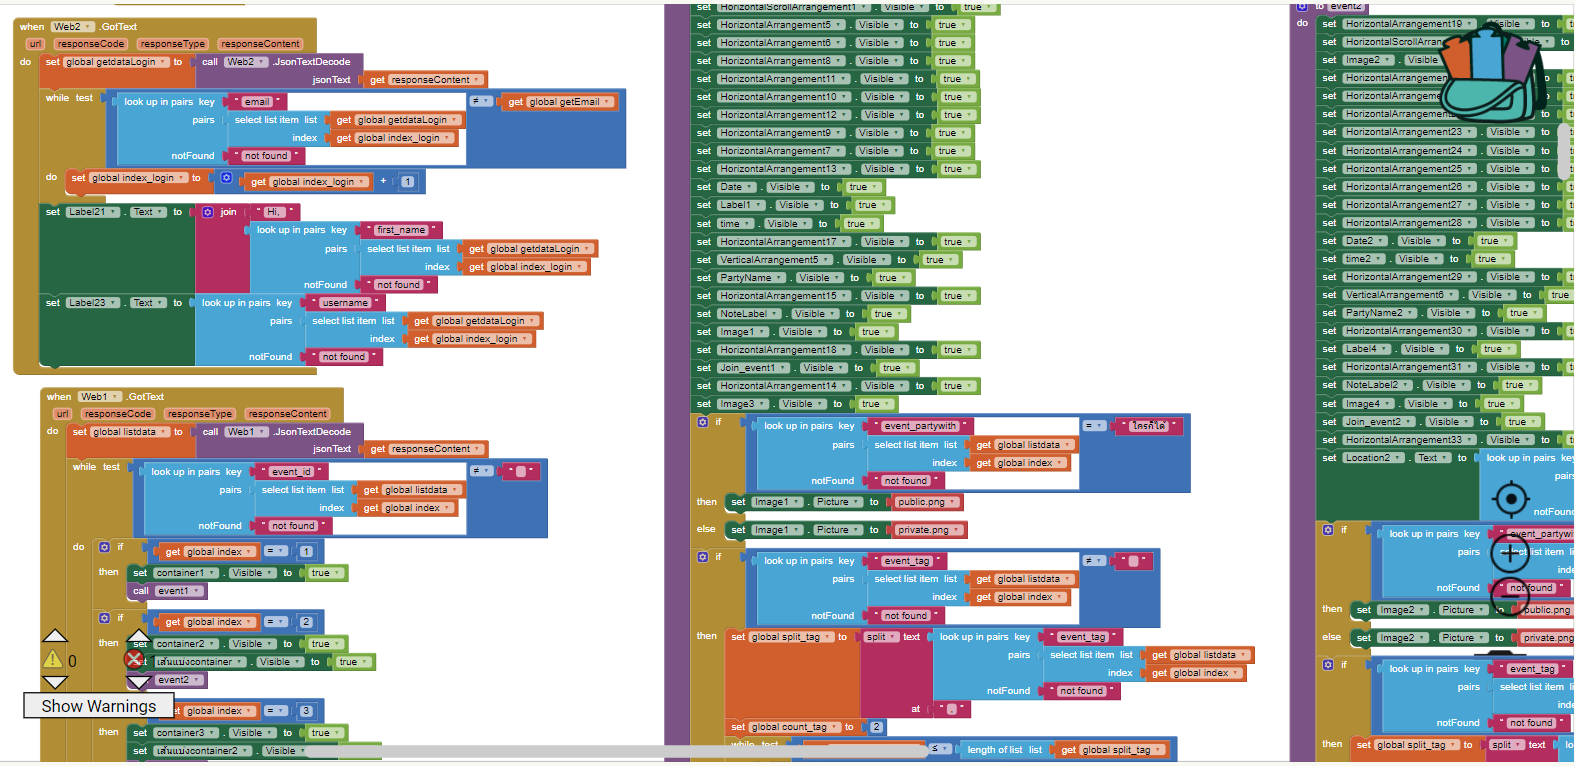 when Web2 .GotText
url responseCode responseType responseContent
do set global getdataLogin to call Web2 .JsonTextDecode
jsonText get responseContent
while test look up in pairs key " email " ≠ get global getEmail
pairs select list item list get global getdataLogin
index get global index_login
notFound " not found "
do set global index_login to get global index_login + 1
set Label21 . Text to join " Hi, "
look up in pairs key " first_name "
pairs select list item list get global getdataLogin
index get global index_login
notFound " not found "
set Label23 . Text to look up in pairs key " username "
pairs select list item list get global getdataLogin
index get global index_login
notFound " not found "
when Web1 .GotText
url responseCode responseType responseContent
do set global listdata to call Web1 .JsonTextDecode
jsonText get responseContent
while test look up in pairs key " event_id " ≠ " "
pairs select list item list get global listdata
index get global index
notFound " not found "
do if get global index = 1
then set container1 . Visible to true
call event1
if get global index = 2
then set container2 . Visible to true
set เส้นแบ่งcontainer . Visible to true
event2
get global index = 3
then set container3 . Visible to true
set เส้นแบ่งcontainer2 . Visible
0
Show Warnings
set HorizontalScrollArrangement1 . Visible to true
set HorizontalArrangement5 . Visible to true
set HorizontalArrangement6 . Visible to true
set HorizontalArrangement8 . Visible to true
set HorizontalArrangement11 . Visible to true
set HorizontalArrangement10 . Visible to true
set HorizontalArrangement12 . Visible to true
set HorizontalArrangement9 . Visible to true
set HorizontalArrangement7 . Visible to true
set HorizontalArrangement13 . Visible to true
set Date . Visible to true
set Label1 . Visible to true
set time . Visible to true
set HorizontalArrangement17 . Visible to true
set VerticalArrangement5 . Visible to true
set PartyName . Visible to true
set HorizontalArrangement15 . Visible to true
set NoteLabel . Visible to true
set Image1 . Visible to true
set HorizontalArrangement18 . Visible to true
set Join_event1 . Visible to true
set HorizontalArrangement14 . Visible to true
set Image3 . Visible to true
if look up in pairs key " event_partywith " = " ใครก็ได้ "
pairs select list item list get global listdata
index get global index
notFound " not found "
then set Image1 . Picture to public.png
else set Image1 . Picture to private.png
if look up in pairs key " event_tag " ≠ " "
pairs select list item list get global listdata
index get global index
notFound " not found "
then set global split_tag to split text look up in pairs key " event_tag "
pairs select list item list get global listdata
index get global index
notFound " not found "
at " , "
set global count_tag to 2
while test ≤ length of list list get global split_tag
to event2
do set HorizontalArrangement19 . Visible to
set HorizontalScrollArran to
set Image2 . Visible
set HorizontalArrangemen
set HorizontalArrangeme
set HorizontalArrangemen
set HorizontalArrangement23 . Visible to
set HorizontalArrangement24 . Visible to
set HorizontalArrangement25 . Visible to
set HorizontalArrangement26 . Visible to
set HorizontalArrangement27 . Visible to
set HorizontalArrangement28 . Visible to
set Date2 . Visible to true
set time2 . Visible to true
set HorizontalArrangement29 . Visible to
set VerticalArrangement6 . Visible to true
set PartyName2 . Visible to true
set HorizontalArrangement30 . Visible to
set Label4 . Visible to true
set HorizontalArrangement31 . Visible to
set NoteLabel2 . Visible to true
set Image4 . Visible to true
set Join_event2 . Visible to true
set HorizontalArrangement33 . Visible to
set Location2 . Text to look up in pairs key
pairs
notFoun
if look up in pairs key " event_partywi
pairs select list item li
inde
notFound " not found "
then set Image2 . Picture to public.png
else set Image2 . Picture to private.png
if look up in pairs key " event_tag "
pairs select list item li
notFound " not found "
then set global split_tag to split text lo